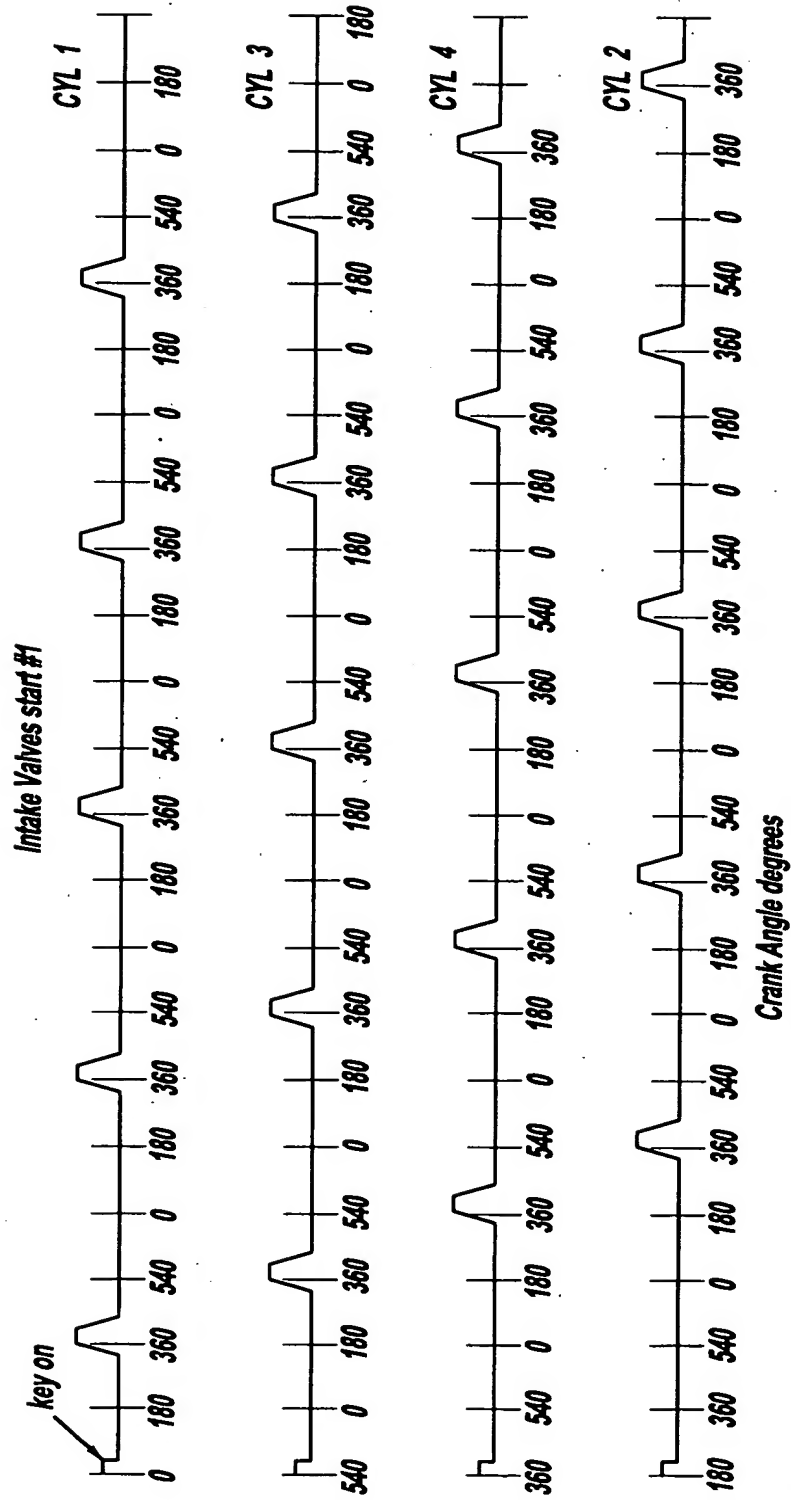 Intake Valves start #1
key on
CYL 1
0 180 360 540 0 180 360 540 0 180 360 540 0 180 360 540 0 180 360 540 0 180
CYL 3
540 0 180 360 540 0 180 360 540 0 180 360 540 0 180 360 540 0 180 360 540 0 180
CYL 4
360 540 0 180 360 540 0 180 360 540 0 180 360 540 0 180 360 540 0 180 360
CYL 2
180 360 540 0 180 360 540 0 180 360 540 0 180 360 540 0 180 360 540 0 180 360
Crank Angle degrees